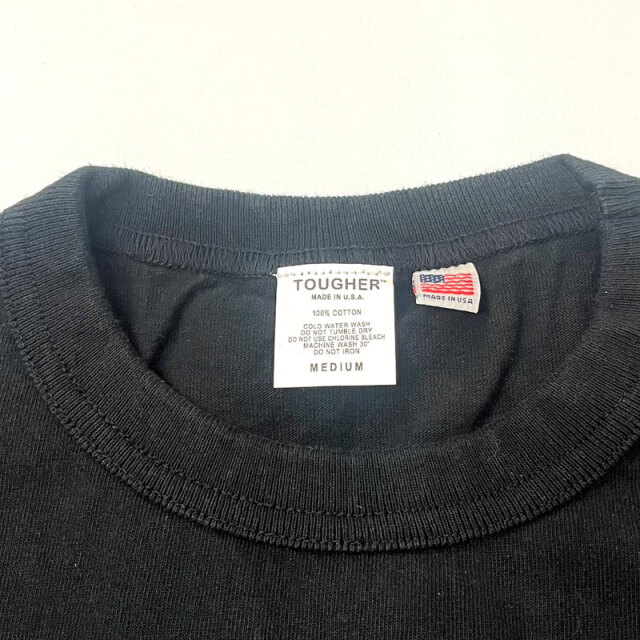 TOUGHER™
MADE IN U.S.A.
100% COTTON
COLD WATER WASH
DO NOT TUMBLE DRY
DO NOT USE CHLORINE BLEACH
MACHINE WASH 30°
DO NOT IRON
MEDIUM
MADE IN USA